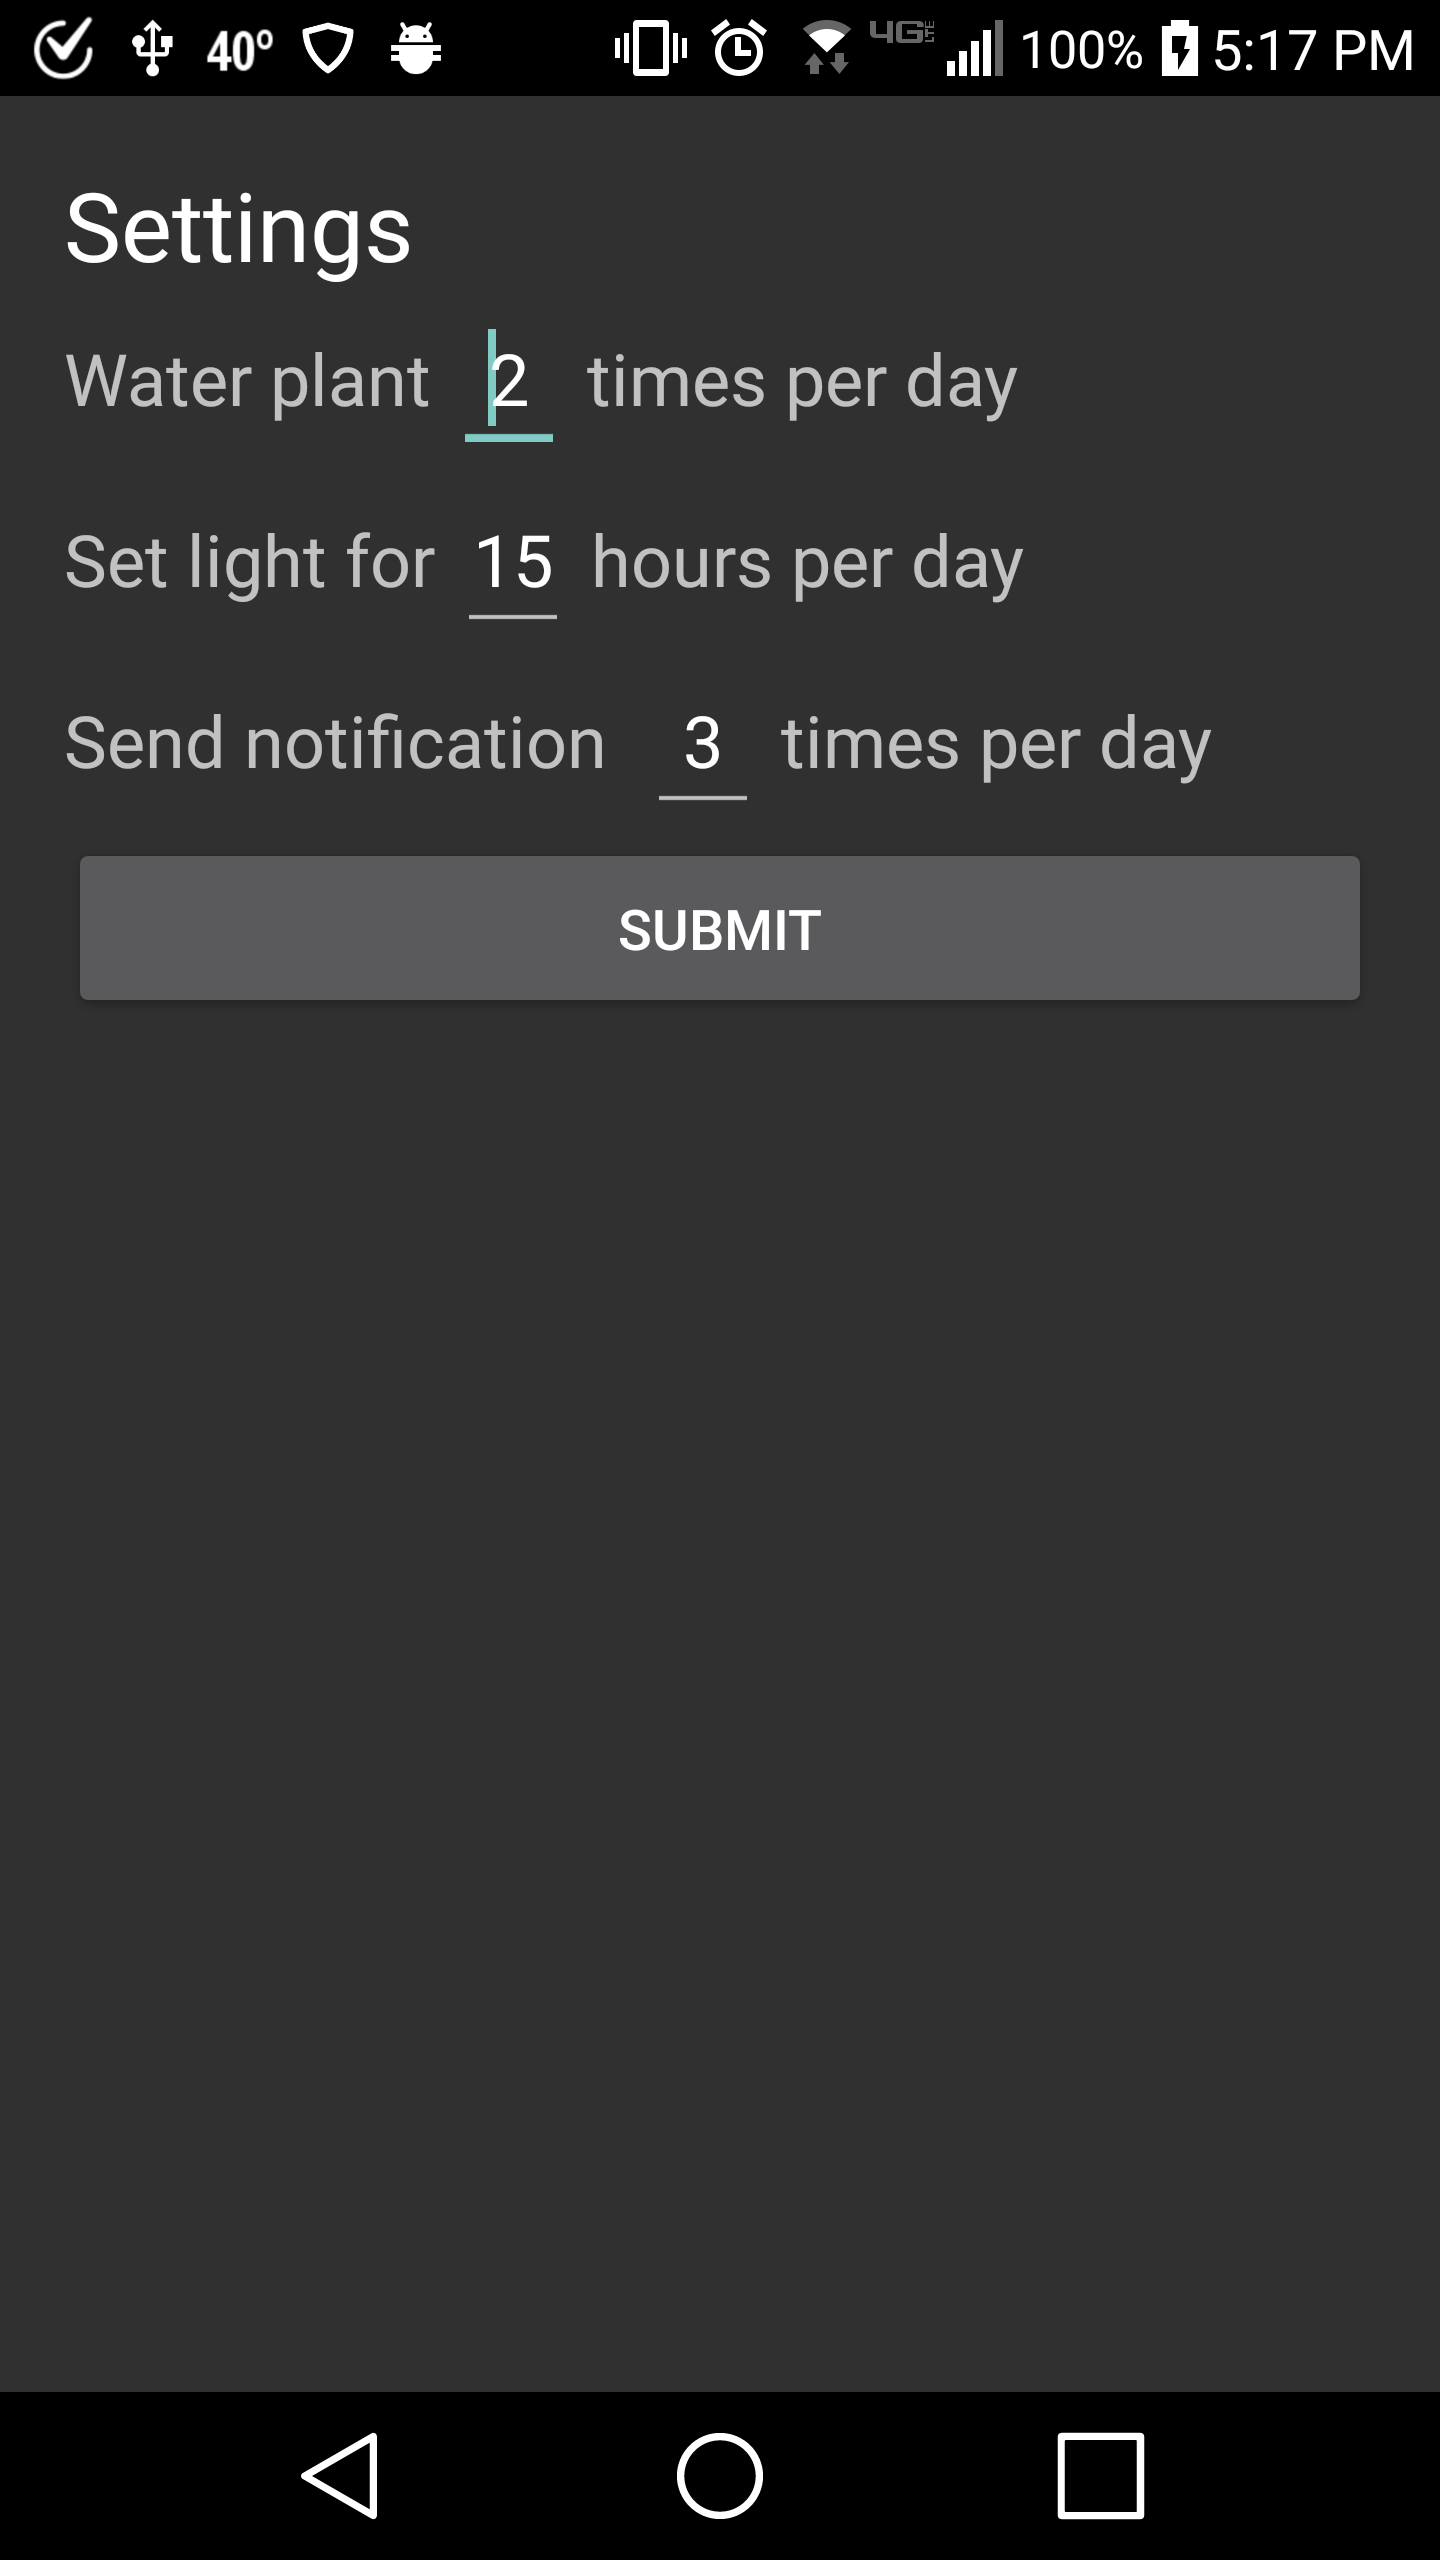 40° 4G LTE 100% 5:17 PM
Settings
Water plant 2 times per day
Set light for 15 hours per day
Send notification 3 times per day
SUBMIT